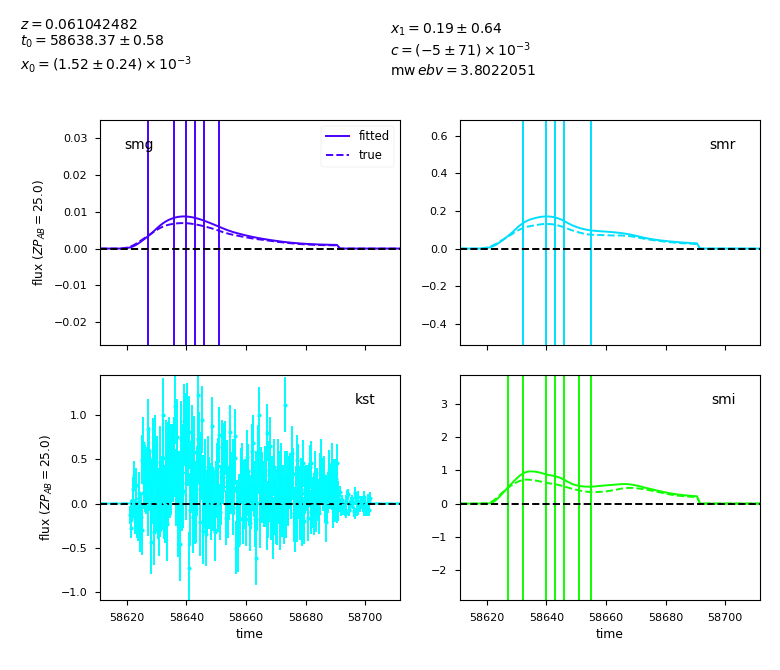 z = 0.061042482
t₀ = 58638.37 ± 0.58
x₀ = (1.52 ± 0.24) × 10⁻³
x₁ = 0.19 ± 0.64
c = (−5 ± 71) × 10⁻³
mw ebv = 3.8022051
smg
fitted
true
0.03
0.02
0.01
0.00
−0.01
−0.02
flux (ZP_AB = 25.0)
smr
0.6
0.4
0.2
0.0
−0.2
−0.4
kst
1.0
0.5
0.0
−0.5
−1.0
flux (ZP_AB = 25.0)
58620 58640 58660 58680 58700
time
smi
3
2
1
0
−1
−2
58620 58640 58660 58680 58700
time